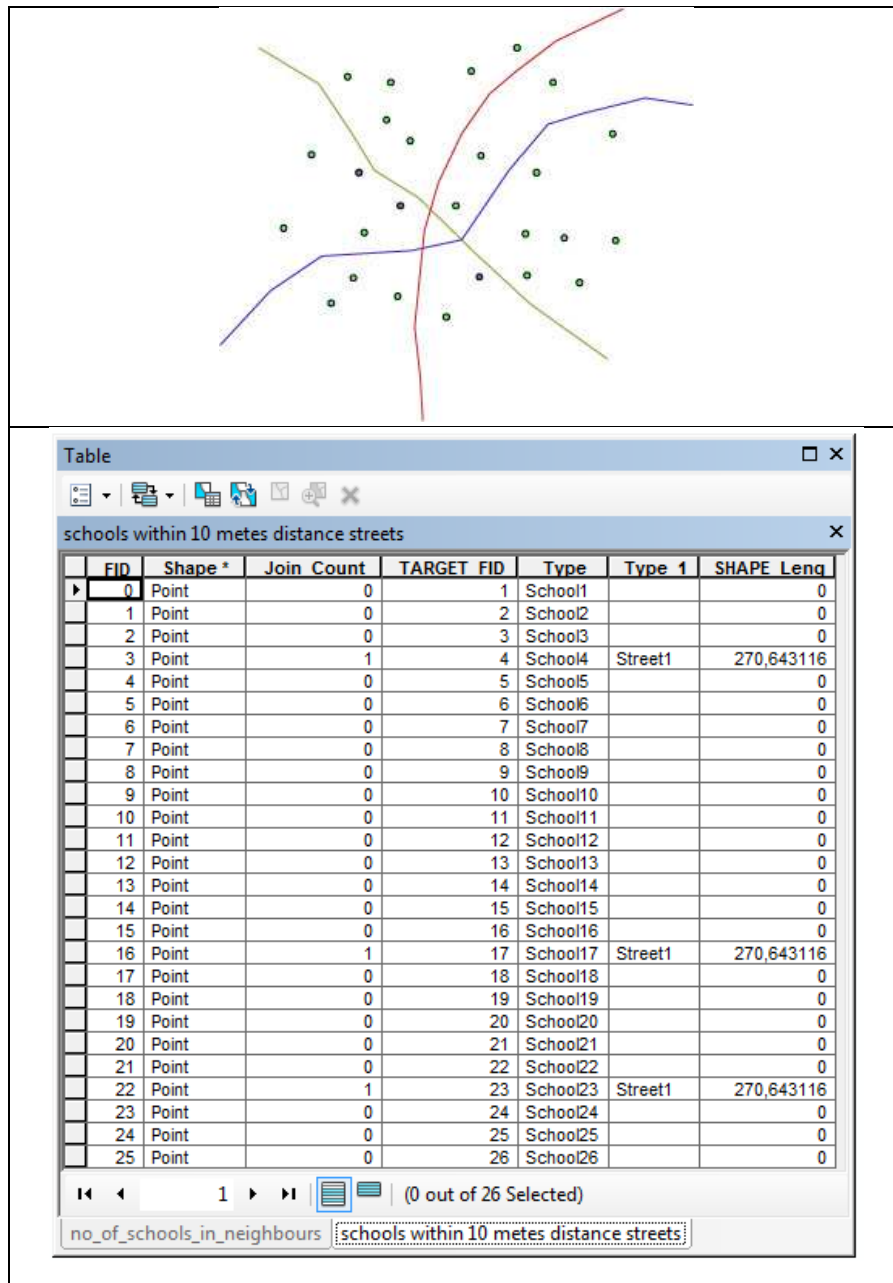 Table
schools within 10 metes distance streets
FID Shape * Join_Count TARGET_FID Type Type_1 SHAPE_Leng
0 Point 0 1 School1 0
1 Point 0 2 School2 0
2 Point 0 3 School3 0
3 Point 1 4 School4 Street1 270,643116
4 Point 0 5 School5 0
5 Point 0 6 School6 0
6 Point 0 7 School7 0
7 Point 0 8 School8 0
8 Point 0 9 School9 0
9 Point 0 10 School10 0
10 Point 0 11 School11 0
11 Point 0 12 School12 0
12 Point 0 13 School13 0
13 Point 0 14 School14 0
14 Point 0 15 School15 0
15 Point 0 16 School16 0
16 Point 1 17 School17 Street1 270,643116
17 Point 0 18 School18 0
18 Point 0 19 School19 0
19 Point 0 20 School20 0
20 Point 0 21 School21 0
21 Point 0 22 School22 0
22 Point 1 23 School23 Street1 270,643116
23 Point 0 24 School24 0
24 Point 0 25 School25 0
25 Point 0 26 School26 0
1 (0 out of 26 Selected)
no_of_schools_in_neighbours schools within 10 metes distance streets